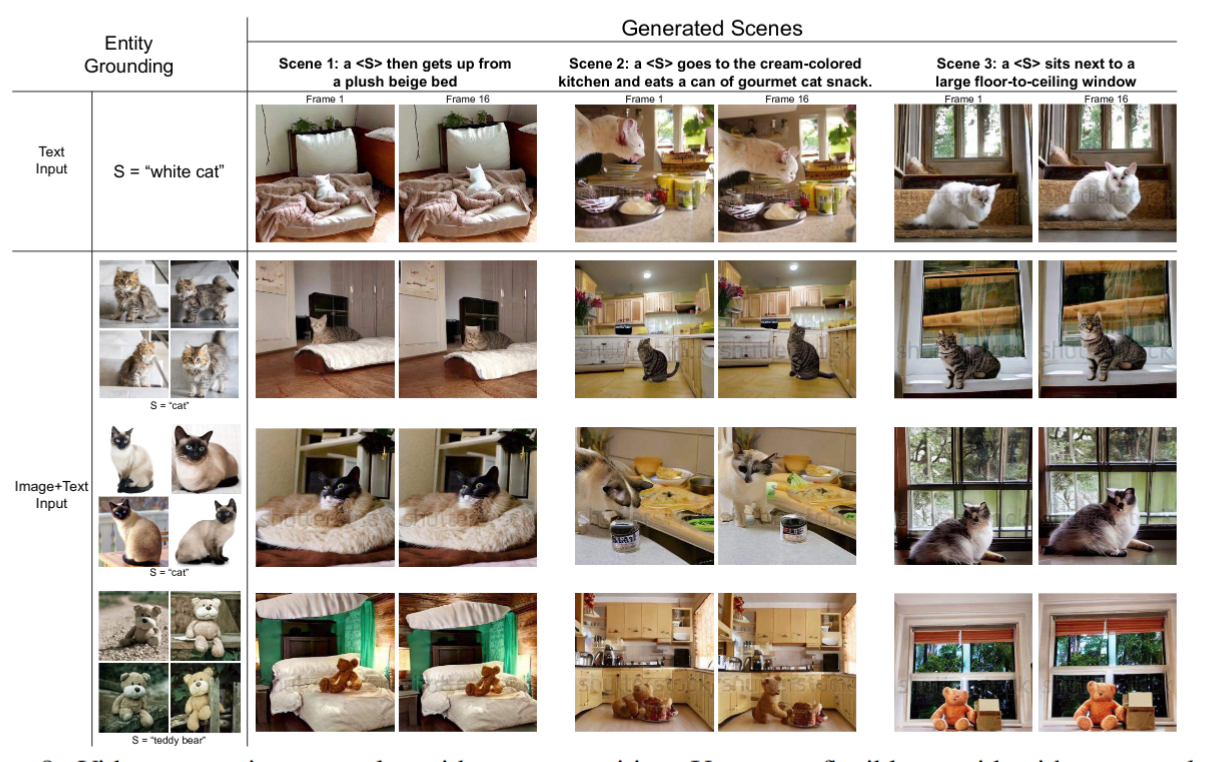 Entity
Grounding
Generated Scenes
Scene 1: a <S> then gets up from
a plush beige bed
Scene 2: a <S> goes to the cream-colored
kitchen and eats a can of gourmet cat snack.
Scene 3: a <S> sits next to a
large floor-to-ceiling window
Frame 1
Frame 16
Frame 1
Frame 16
Frame 1
Frame 16
Text
Input
S = “white cat”
S = “cat”
Image+Text
Input
S = “cat”
S = “teddy bear”